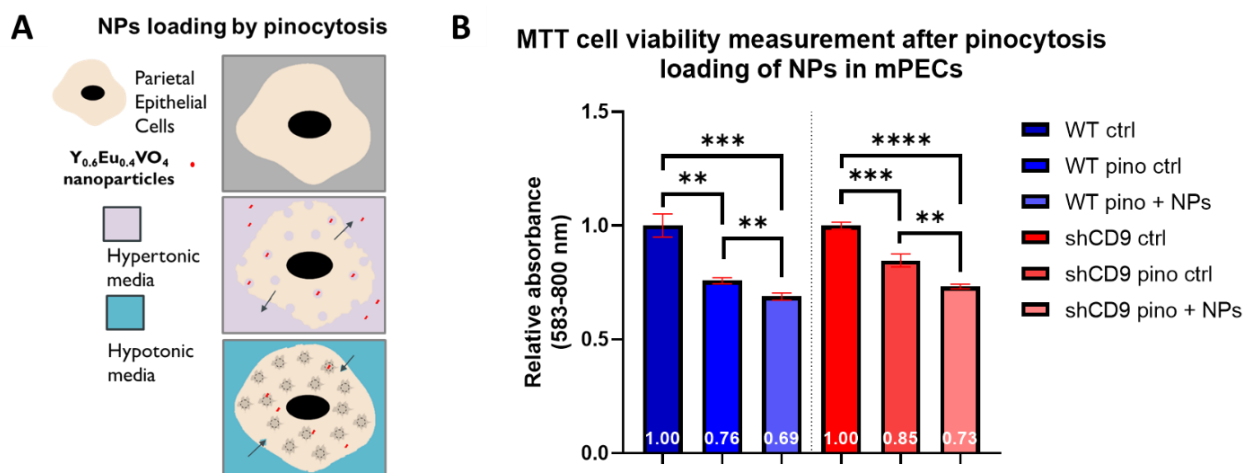 A
NPs loading by pinocytosis
Parietal
Epithelial
Cells
Y₀.₆Eu₀.₄VO₄
nanoparticles
Hypertonic
media
Hypotonic
media
B
MTT cell viability measurement after pinocytosis
loading of NPs in mPECs
Relative absorbance
(583-800 nm)
1.5
1.0
0.5
0.0
***
**
**
****
***
**
1.00
0.76
0.69
1.00
0.85
0.73
WT ctrl
WT pino ctrl
WT pino + NPs
shCD9 ctrl
shCD9 pino ctrl
shCD9 pino + NPs